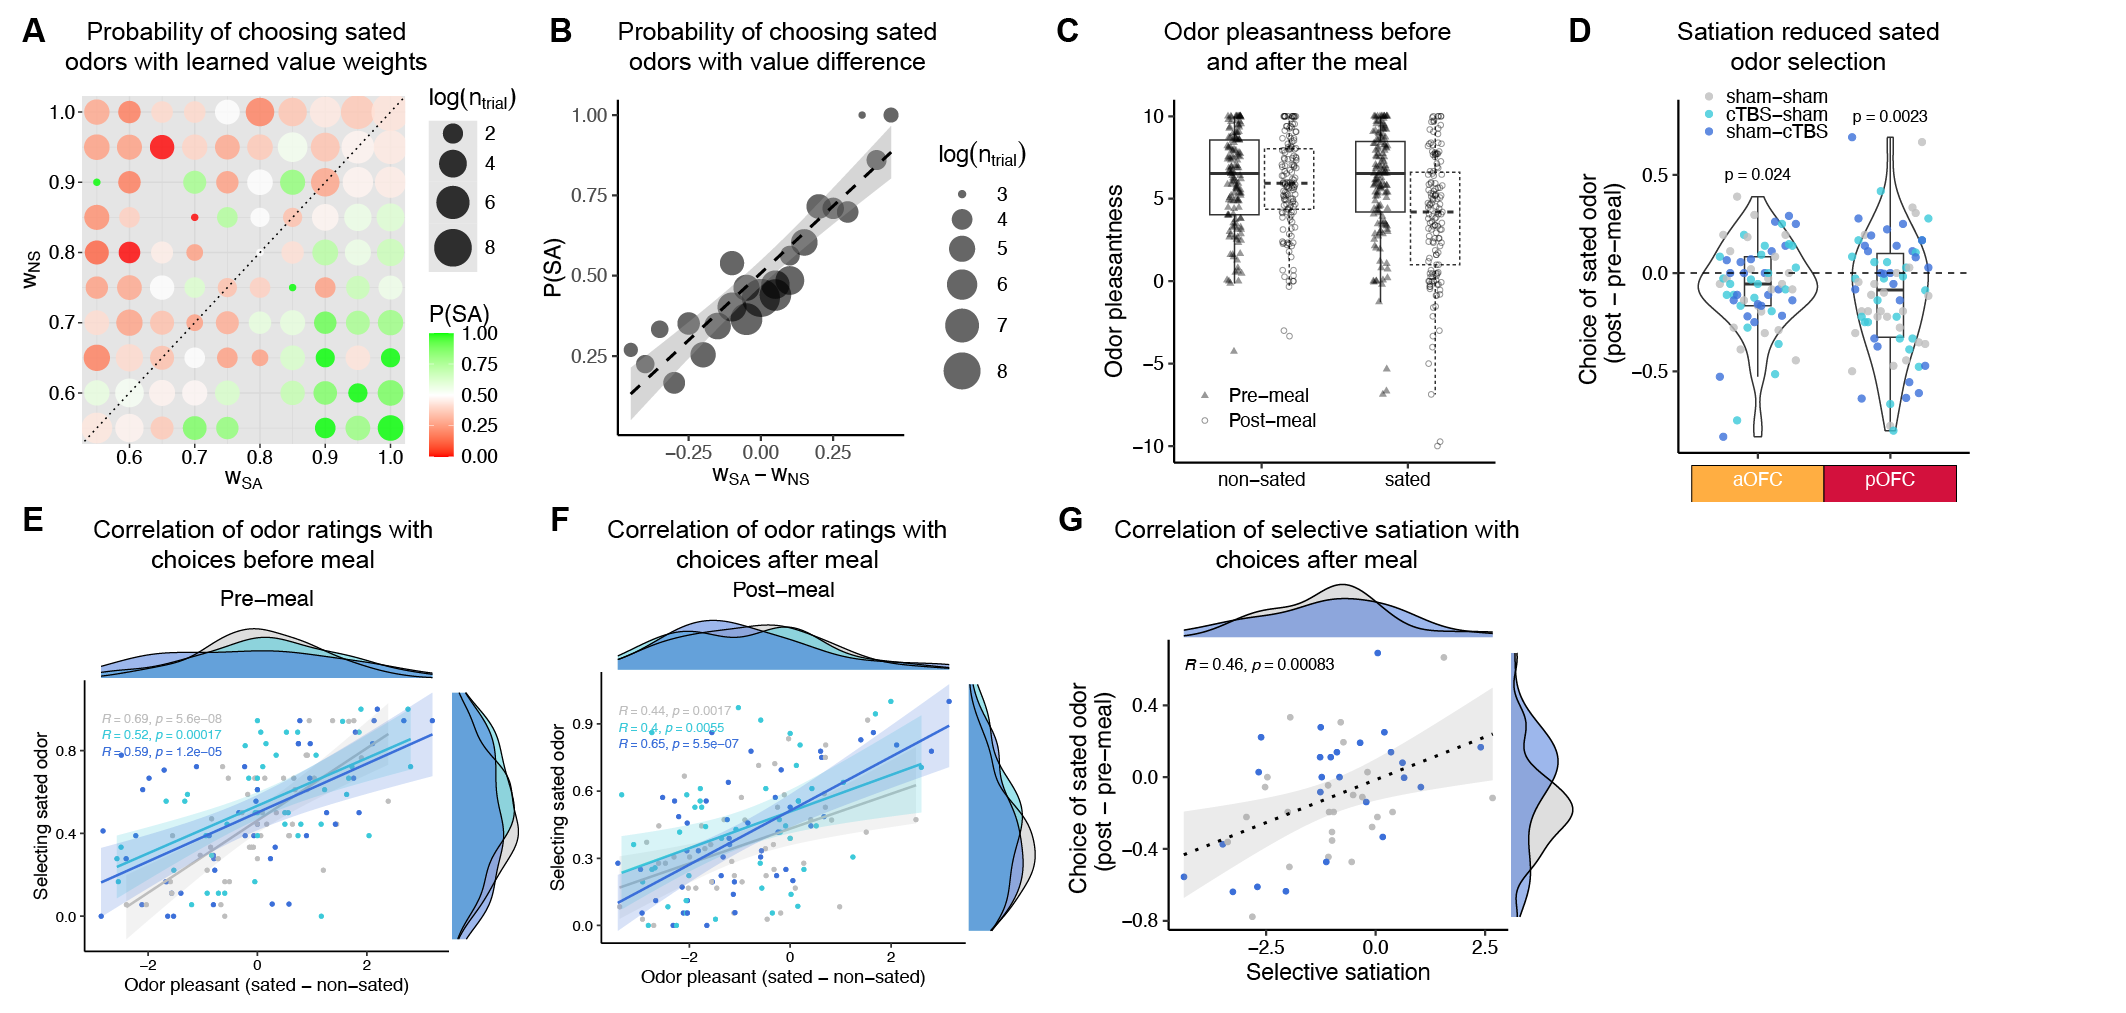 A
Probability of choosing sated
odors with learned value weights
1.0
0.9
0.8
0.7
0.6
wNS
0.6
0.7
0.8
0.9
1.0
wSA
log(ntrial)
2
4
6
8
P(SA)
1.00
0.75
0.50
0.25
0.00
B
Probability of choosing sated
odors with value difference
1.00
0.75
0.50
0.25
P(SA)
−0.25
0.00
0.25
wSA − wNS
log(ntrial)
3
4
5
6
7
8
C
Odor pleasantness before
and after the meal
10
5
0
−5
−10
Odor pleasantness
Pre−meal
Post−meal
non−sated
sated
D
Satiation reduced sated
odor selection
sham−sham
cTBS−sham
sham−cTBS
p = 0.0023
p = 0.024
0.5
0.0
−0.5
Choice of sated odor
(post − pre−meal)
aOFC
pOFC
E
Correlation of odor ratings with
choices before meal
Pre−meal
R = 0.69, p = 5.6e−08
R = 0.52, p = 0.00017
R = 0.59, p = 1.2e−05
0.8
0.4
0.0
Selecting sated odor
−2
0
2
Odor pleasant (sated − non−sated)
F
Correlation of odor ratings with
choices after meal
Post−meal
R = 0.44, p = 0.0017
R = 0.4, p = 0.0055
R = 0.65, p = 5.5e−07
0.9
0.6
0.3
0.0
Selecting sated odor
−2
0
2
Odor pleasant (sated − non−sated)
G
Correlation of selective satiation with
choices after meal
R = 0.46, p = 0.00083
0.4
0.0
−0.4
−0.8
Choice of sated odor
(post − pre−meal)
−2.5
0.0
2.5
Selective satiation